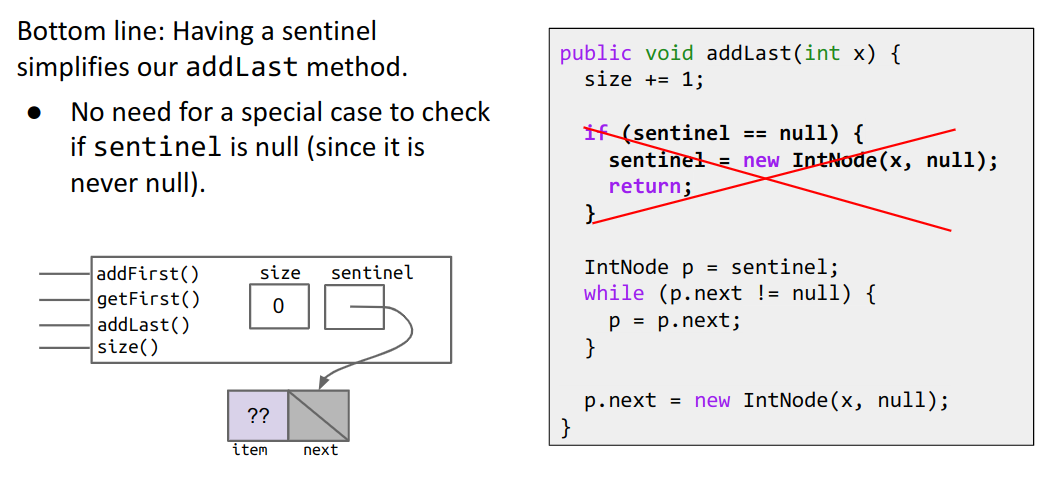 Bottom line: Having a sentinel
simplifies our addLast method.
● No need for a special case to check
if sentinel is null (since it is
never null).
addFirst()
getFirst()
addLast()
size()
size
sentinel
0
??
item
next
public void addLast(int x) {
size += 1;
if (sentinel == null) {
sentinel = new IntNode(x, null);
return;
}
IntNode p = sentinel;
while (p.next != null) {
p = p.next;
}
p.next = new IntNode(x, null);
}